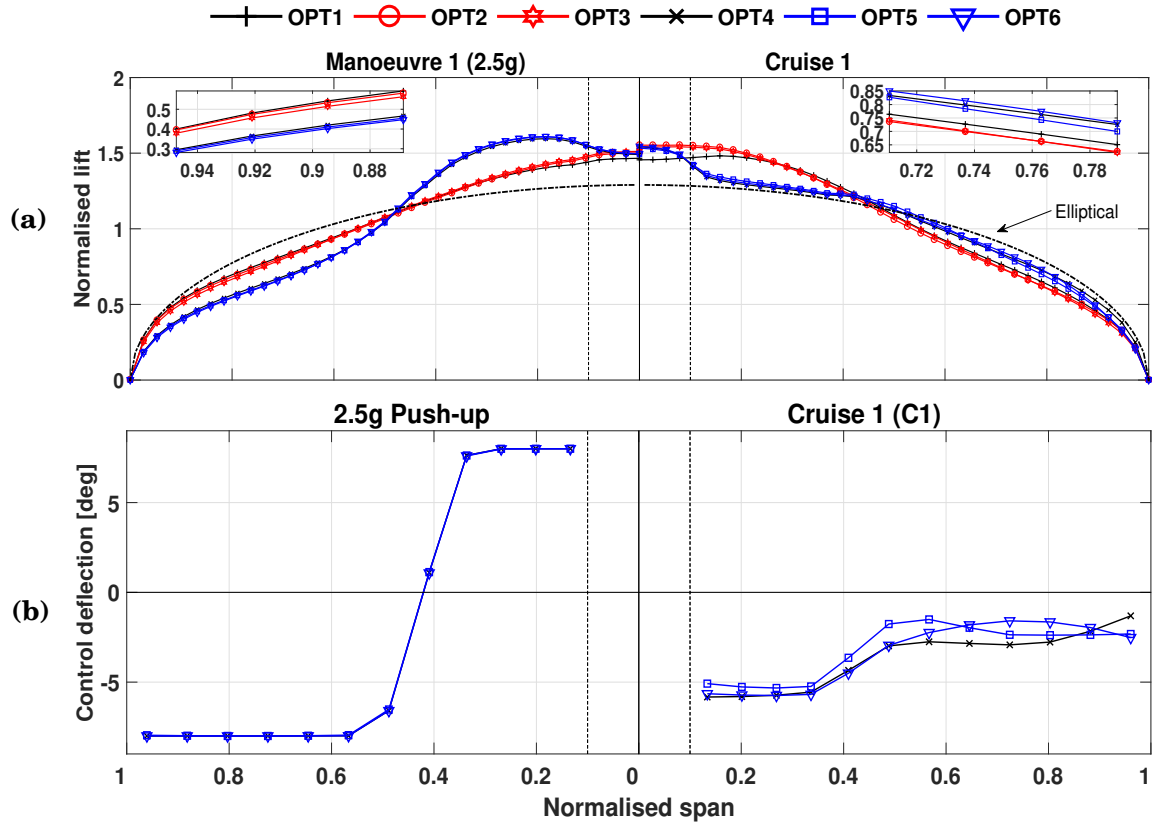 OPT1 OPT2 OPT3 OPT4 OPT5 OPT6
(a)
Manoeuvre 1 (2.5g) Cruise 1
Normalised lift
2
1.5
1
0.5
0
0.5
0.4
0.3
0.94 0.92 0.9 0.88
0.85
0.8
0.75
0.7
0.65
0.72 0.74 0.76 0.78
Elliptical
(b)
2.5g Push-up Cruise 1 (C1)
Control deflection [deg]
5
0
-5
1 0.8 0.6 0.4 0.2 0 0.2 0.4 0.6 0.8 1
Normalised span